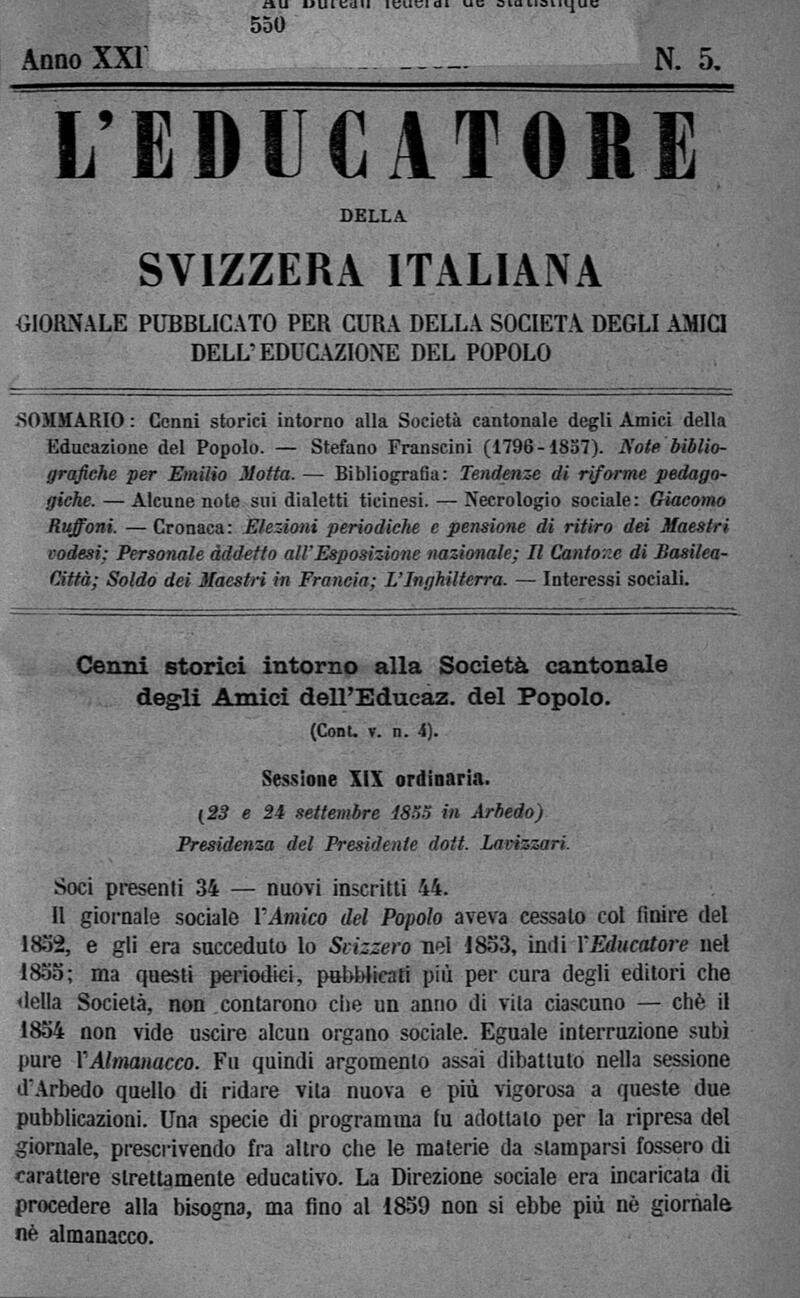 Au Bureau fédéral de statistique
550
Anno XXI
N. 5.
L'EDUCATORE
DELLA
SVIZZERA ITALIANA
GIORNALE PUBBLICATO PER CURA DELLA SOCIETA DEGLI AMICI
DELL'EDUCAZIONE DEL POPOLO
SOMMARIO: Cenni storici intorno alla Società cantonale degli Amici della
Educazione del Popolo. — Stefano Franscini (1796-1857). Note biblio-
grafiche per Emilio Motta. — Bibliografia: Tendenze di riforme pedago-
giche. — Alcune note sui dialetti ticinesi. — Necrologio sociale: Giacomo
Ruffoni. — Cronaca: Elezioni periodiche e pensione di ritiro dei Maestri
vodesi; Personale addetto all'Esposizione nazionale; Il Cantone di Basilea-
Città; Soldo dei Maestri in Francia; L'Inghilterra. — Interessi sociali.
Cenni storici intorno alla Società cantonale
degli Amici dell'Educaz. del Popolo.
(Cont. v. n. 4).
Sessione XIX ordinaria.
(23 e 24 settembre 1855 in Arbedo)
Presidenza del Presidente dott. Lavizzari.
Soci presenti 34 — nuovi inscritti 44.
Il giornale sociale l'Amico del Popolo aveva cessato col finire del
1852, e gli era succeduto lo Svizzero nel 1853, indi l'Educatore nel
1855; ma questi periodici, pubblicati più per cura degli editori che
della Società, non contarono che un anno di vita ciascuno — chè il
1854 non vide uscire alcun organo sociale. Eguale interruzione subì
pure l'Almanacco. Fu quindi argomento assai dibattuto nella sessione
d'Arbedo quello di ridare vita nuova e più vigorosa a queste due
pubblicazioni. Una specie di programma fu adottato per la ripresa del
giornale, prescrivendo fra altro che le materie da stamparsi fossero di
carattere strettamente educativo. La Direzione sociale era incaricata di
procedere alla bisogna, ma fino al 1859 non si ebbe più nè giornale
nè almanacco.